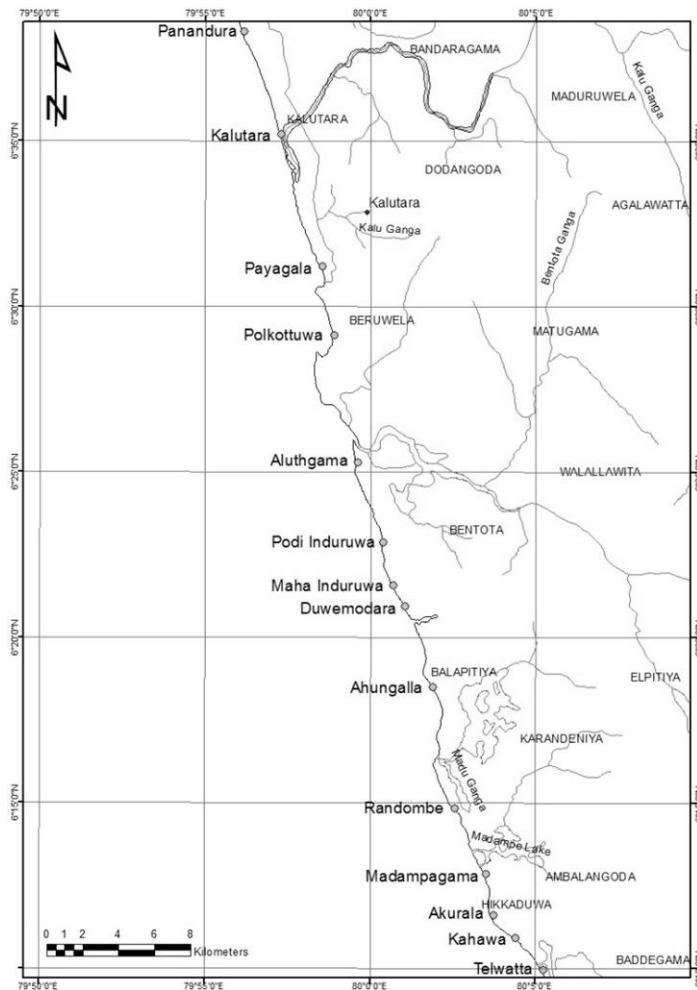 79°50'0"E 79°55'0"E 80°0'0"E 80°5'0"E
Panandura
BANDARAGAMA
Kalu Ganga
MADURUWELA
N
KALUTARA
Kalutara
6°35'0"N
DODANGODA
Kalutara
AGALAWATTA
Kalu Ganga
Bentota Ganga
Payagala
6°30'0"N
BERUWELA
MATUGAMA
Polkottuwa
Aluthgama
6°25'0"N
WALALLAWITA
BENTOTA
Podi Induruwa
Maha Induruwa
Duwemodara
6°20'0"N
BALAPITIYA
ELPITIYA
Ahungalla
KARANDENIYA
Madu Ganga
6°15'0"N
Randombe
Madampe Lake
Madampagama
AMBALANGODA
HIKKADUWA
Akurala
Kahawa
0 1 2 4 6 8
Kilometers
BADDEGAMA
Telwatta
79°50'0"E 79°55'0"E 80°0'0"E 80°5'0"E